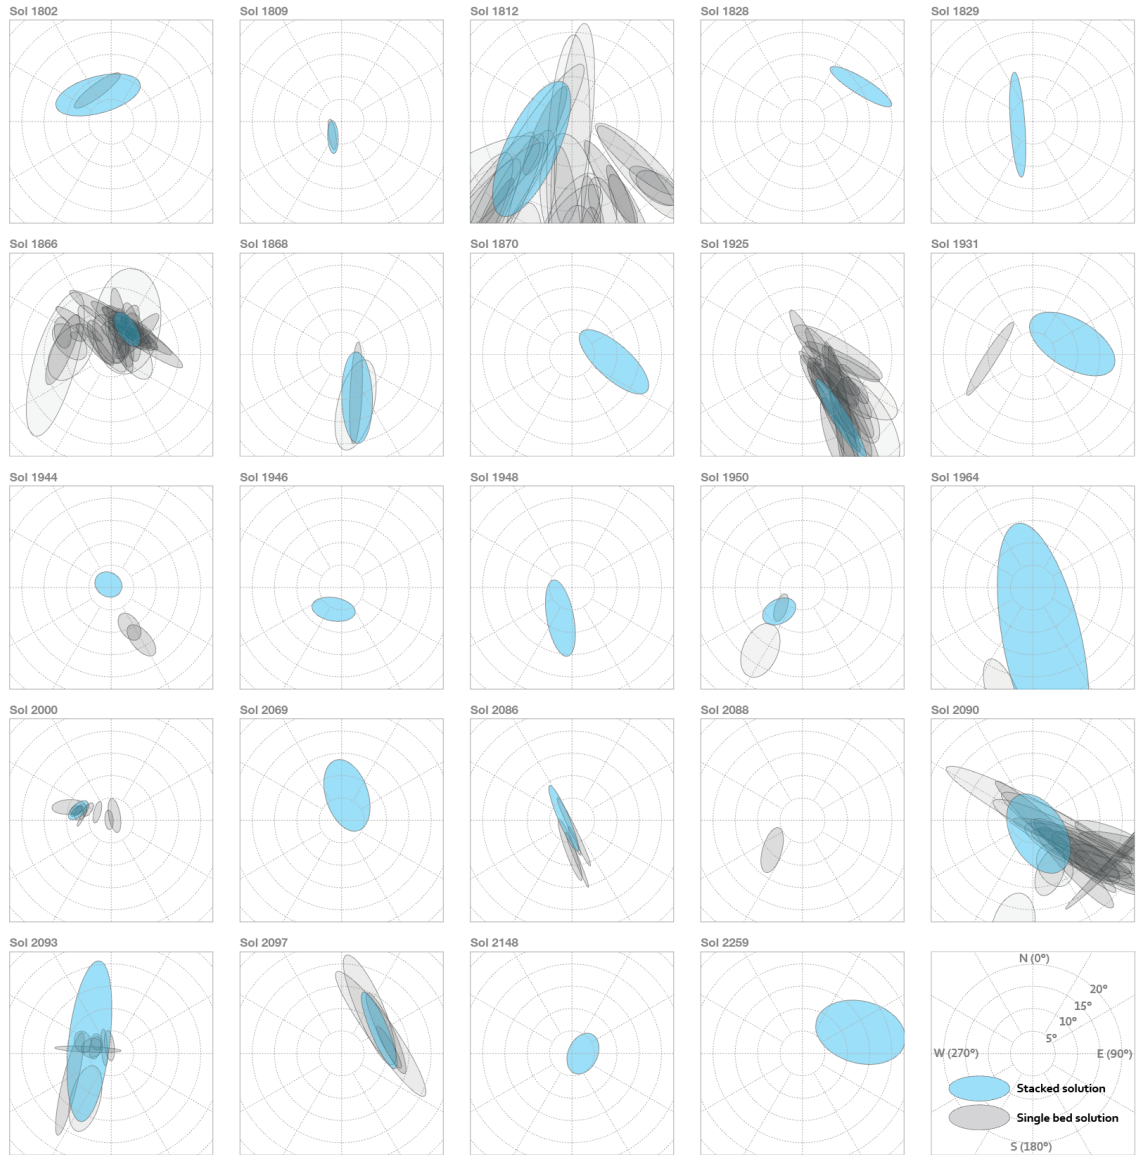 Sol 1802
Sol 1809
Sol 1812
Sol 1828
Sol 1829
Sol 1866
Sol 1868
Sol 1870
Sol 1925
Sol 1931
Sol 1944
Sol 1946
Sol 1948
Sol 1950
Sol 1964
Sol 2000
Sol 2069
Sol 2086
Sol 2088
Sol 2090
Sol 2093
Sol 2097
Sol 2148
Sol 2259
N (0°)
20°
15°
10°
5°
W (270°)
E (90°)
Stacked solution
Single bed solution
S (180°)